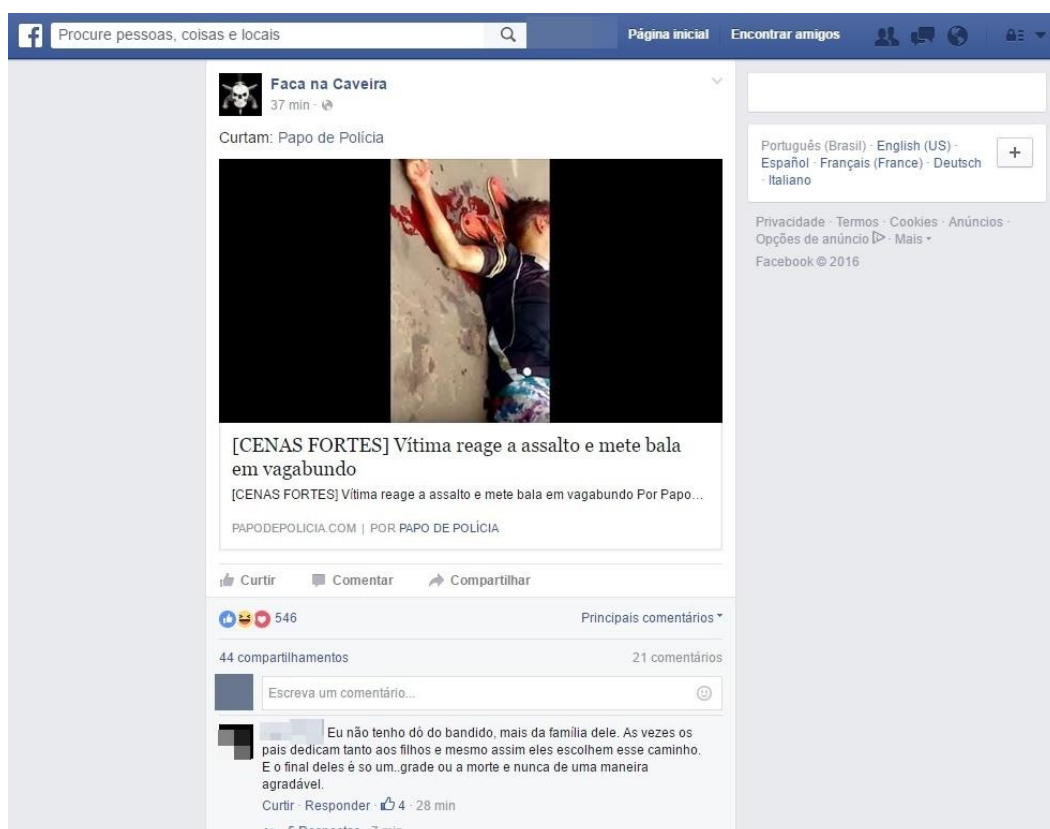 f
Procure pessoas, coisas e locais
Página inicial
Encontrar amigos
Faca na Caveira
37 min ·
Curtam: Papo de Polícia
[CENAS FORTES] Vítima reage a assalto e mete bala
em vagabundo
[CENAS FORTES] Vítima reage a assalto e mete bala em vagabundo Por Papo...
PAPODEPOLICIA.COM | POR PAPO DE POLÍCIA
Curtir Comentar Compartilhar
546
Principais comentários
44 compartilhamentos
21 comentários
Escreva um comentário...
Eu não tenho dó do bandido, mais da família dele. As vezes os
pais dedicam tanto aos filhos e mesmo assim eles escolhem esse caminho.
E o final deles é so um..grade ou a morte e nunca de uma maneira
agradável.
Curtir · Responder · 4 · 28 min
Português (Brasil) · English (US) ·
Español · Français (France) · Deutsch
· Italiano
+
Privacidade · Termos · Cookies · Anúncios ·
Opções de anúncio · Mais
Facebook © 2016